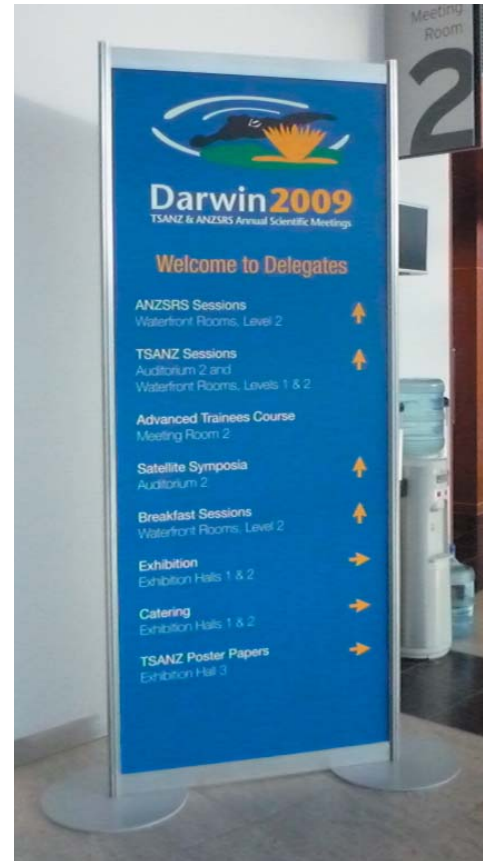 Meeting
Room
2
Darwin2009
TSANZ & ANZSRS Annual Scientific Meetings
Welcome to Delegates
ANZSRS Sessions
Waterfront Rooms, Level 2
TSANZ Sessions
Auditorium 2 and
Waterfront Rooms, Levels 1 & 2
Advanced Trainees Course
Meeting Room 2
Satellite Symposia
Auditorium 2
Breakfast Sessions
Waterfront Rooms, Level 2
Exhibition
Exhibition Halls 1 & 2
Catering
Exhibition Halls 1 & 2
TSANZ Poster Papers
Exhibition Hall 3